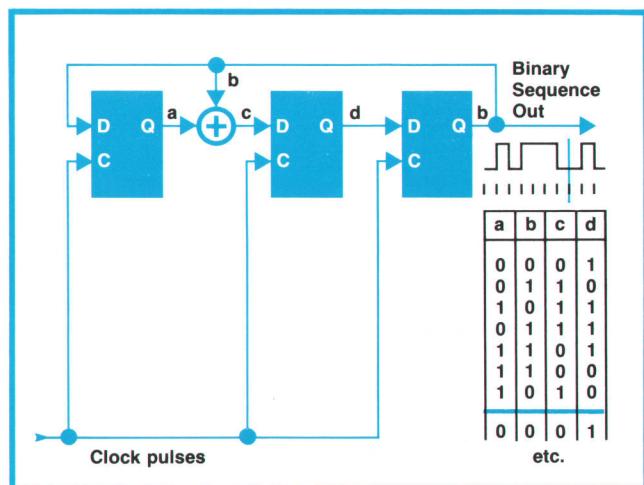 b
Binary
Sequence
Out
a
c
d
b
D Q
D Q
D Q
C
C
C
a b c d
0 0 0 1
0 1 1 0
1 0 1 1
0 1 1 1
1 1 0 1
1 1 0 0
1 0 1 0
0 0 0 1
etc.
Clock pulses